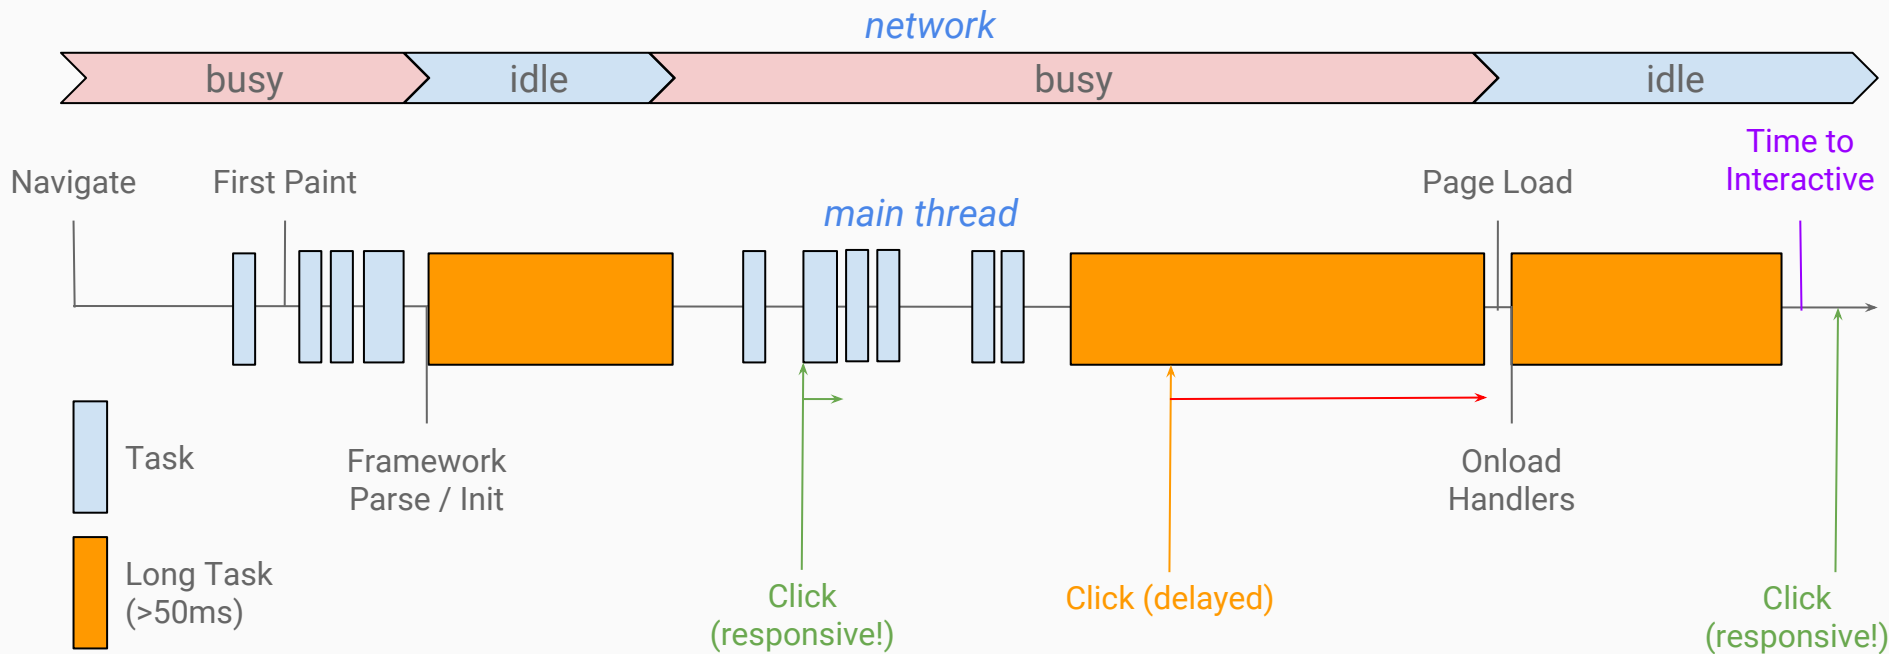 network
busy
idle
busy
idle
Time to
Interactive
Navigate
First Paint
Page Load
main thread
Task
Framework
Parse / Init
Onload
Handlers
Long Task
(>50ms)
Click
(responsive!)
Click (delayed)
Click
(responsive!)